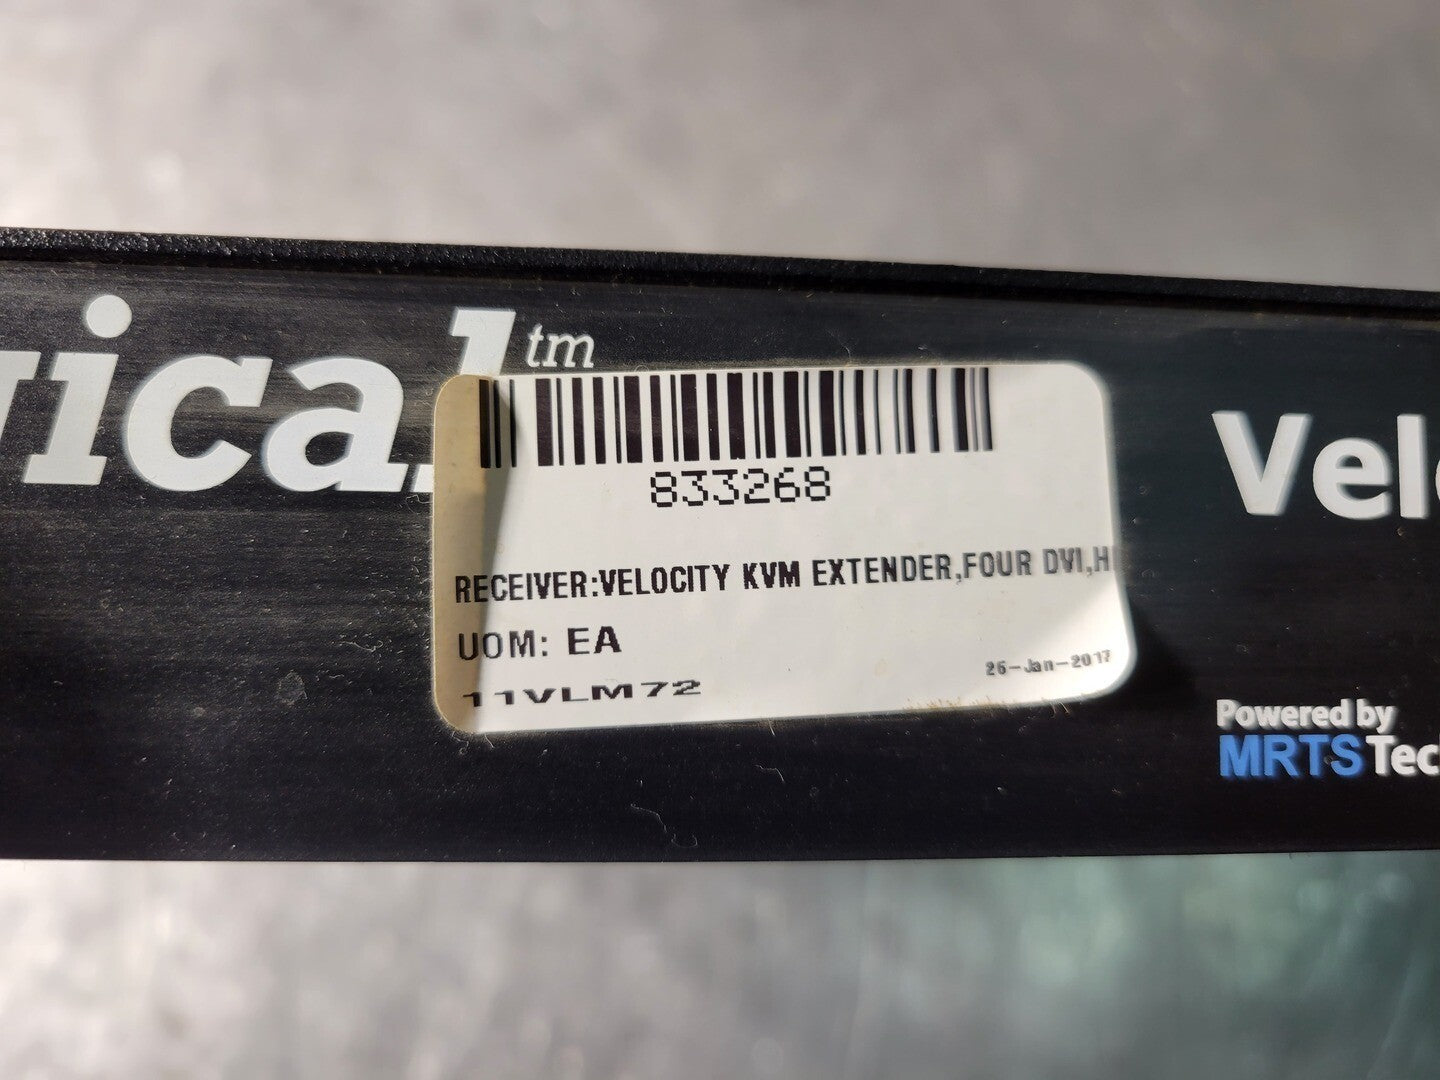 ical tm
833268
RECEIVER:VELOCITY KVM EXTENDER,FOUR DVI,H
UOM: EA
26-Jan-2017
11VLM72
Vel
Powered by
MRTS Tec